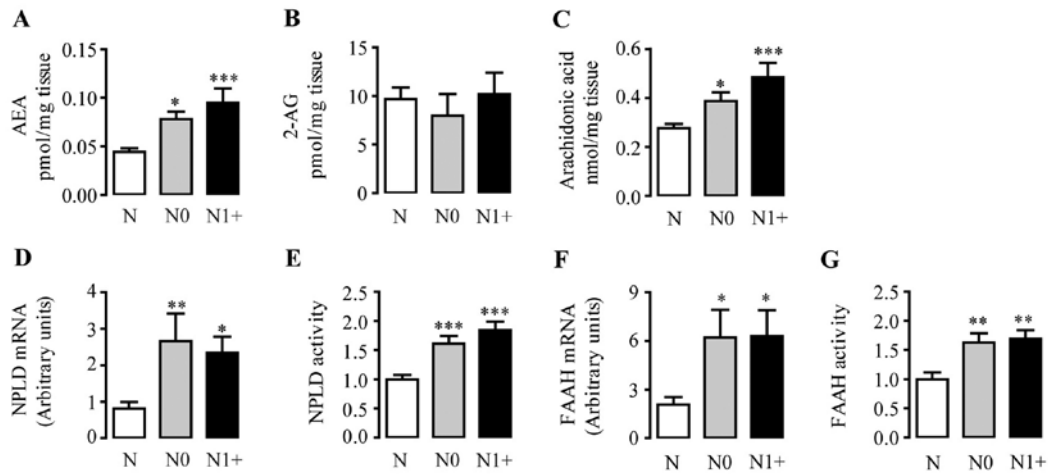 A
AEA
pmol/mg tissue
0.15
0.10
0.05
0.00
*
***
N
N0
N1+
B
2-AG
pmol/mg tissue
15
10
5
0
N
N0
N1+
C
Arachidonic acid
nmol/mg tissue
0.6
0.4
0.2
0.0
*
***
N
N0
N1+
D
NPLD mRNA
(Arbitrary units)
4
3
2
1
0
**
*
N
N0
N1+
E
NPLD activity
2.5
2.0
1.5
1.0
0.5
0.0
***
***
N
N0
N1+
F
FAAH mRNA
(Arbitrary units)
9
6
3
0
*
*
N
N0
N1+
G
FAAH activity
2.5
2.0
1.5
1.0
0.5
0.0
**
**
N
N0
N1+